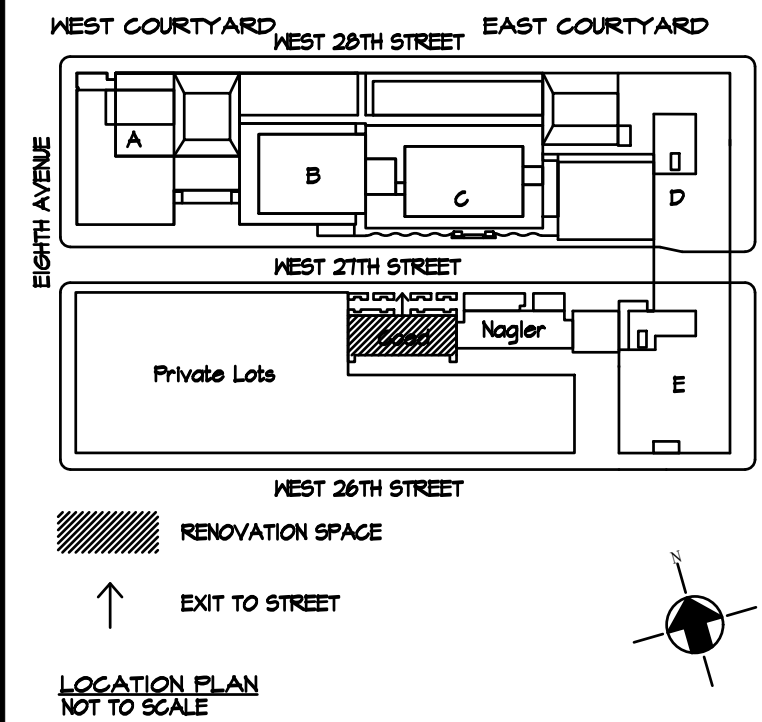 WEST COURTYARD
EAST COURTYARD
WEST 28TH STREET
EIGHTH AVENUE
A
B
C
D
WEST 27TH STREET
Coed
Nagler
Private Lots
E
WEST 26TH STREET
RENOVATION SPACE
EXIT TO STREET
N
LOCATION PLAN
NOT TO SCALE